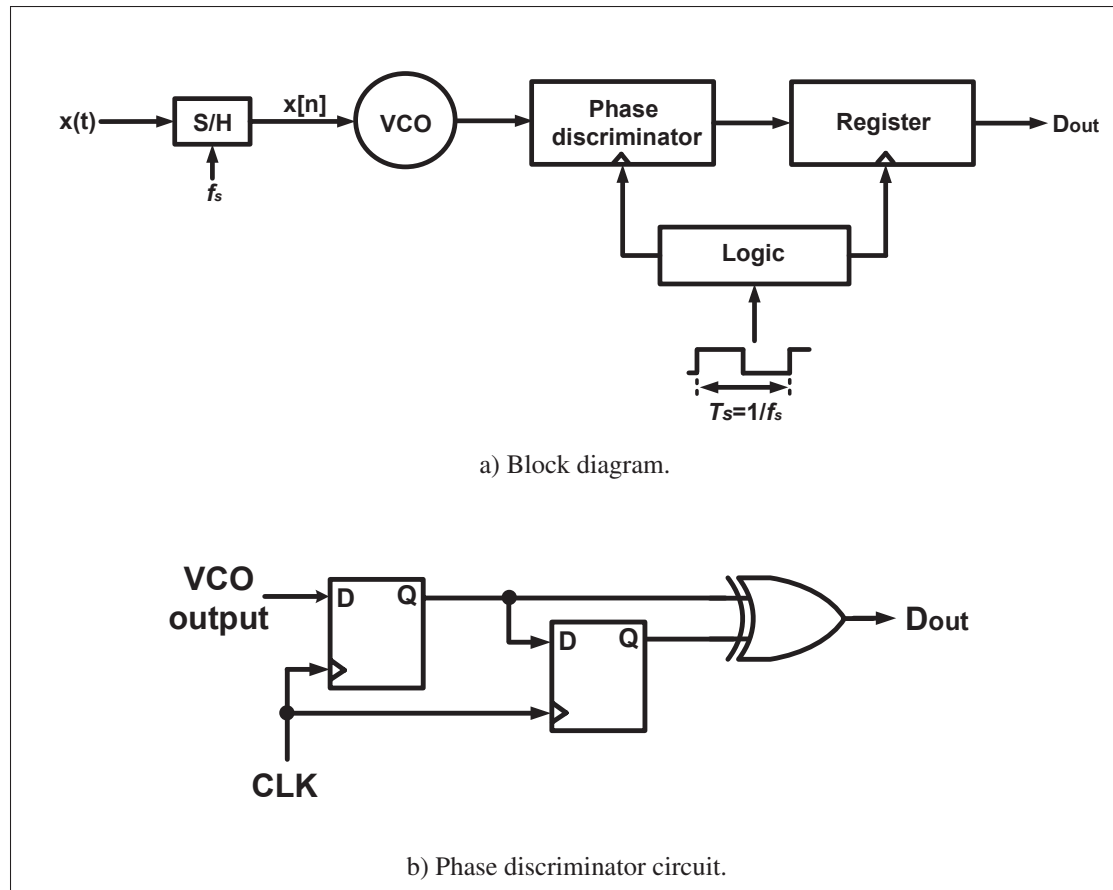 x(t)
S/H
x[n]
VCO
Phase
discriminator
Register
Dout
fs
Logic
Ts=1/fs
a) Block diagram.
VCO
output
D
Q
D
Q
Dout
CLK
b) Phase discriminator circuit.